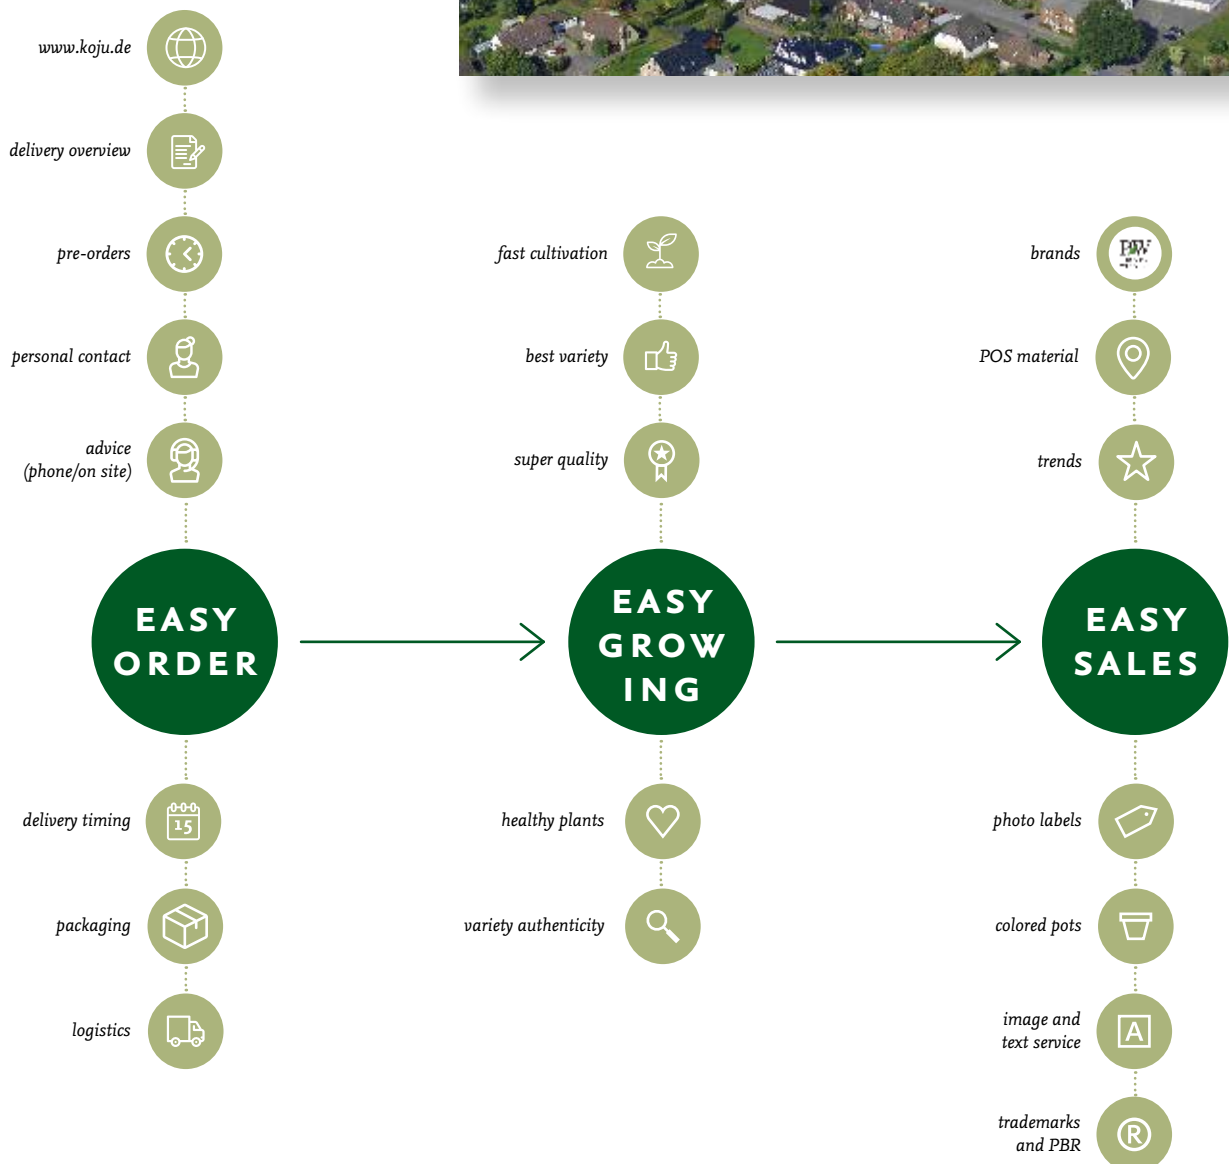 www.koju.de
delivery overview
pre-orders
personal contact
advice
(phone/on site)
EASY
ORDER
delivery timing
15
packaging
logistics
fast cultivation
best variety
super quality
EASY
GROW
ING
healthy plants
variety authenticity
brands
PW
POS material
trends
EASY
SALES
photo labels
colored pots
image and
text service
A
trademarks
and PBR
®